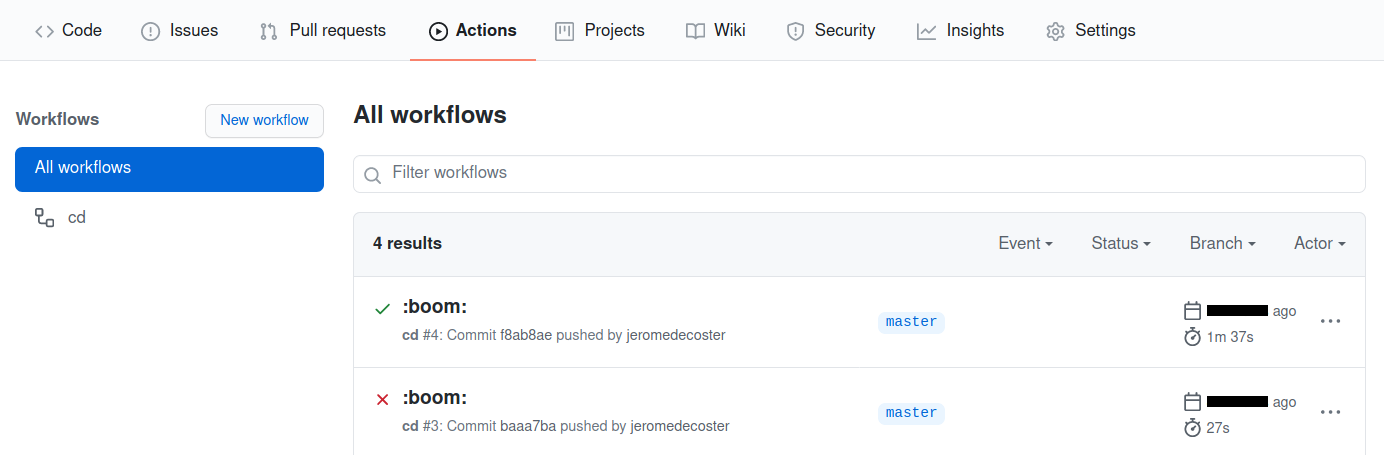 Code Issues Pull requests Actions Projects Wiki Security Insights Settings
Workflows New workflow
All workflows
cd
All workflows
Filter workflows
4 results Event Status Branch Actor
:boom:
cd #4: Commit f8ab8ae pushed by jeromedecoster
master
ago
1m 37s
:boom:
cd #3: Commit baaa7ba pushed by jeromedecoster
master
ago
27s